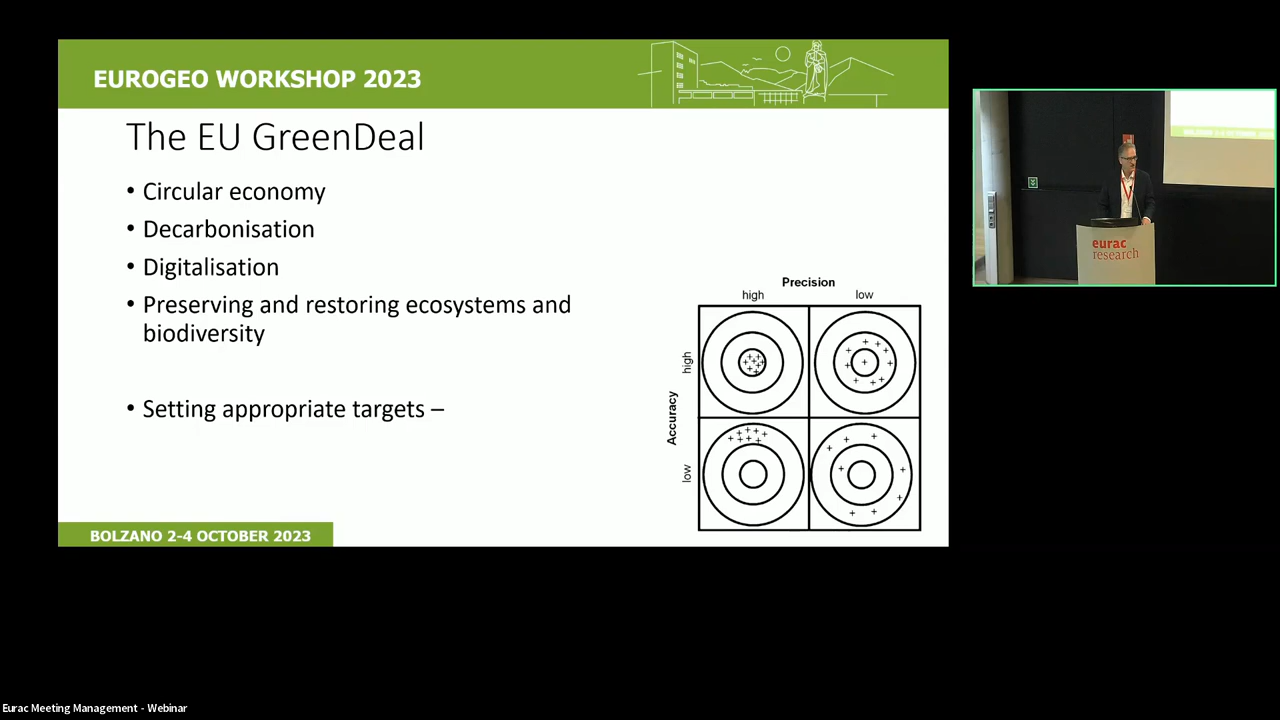 EUROGEO WORKSHOP 2023
The EU GreenDeal
• Circular economy
• Decarbonisation
• Digitalisation
• Preserving and restoring ecosystems and
biodiversity
• Setting appropriate targets –
Precision
high low
Accuracy
high
low
BOLZANO 2-4 OCTOBER 2023
eurac
research
Eurac Meeting Management - Webinar